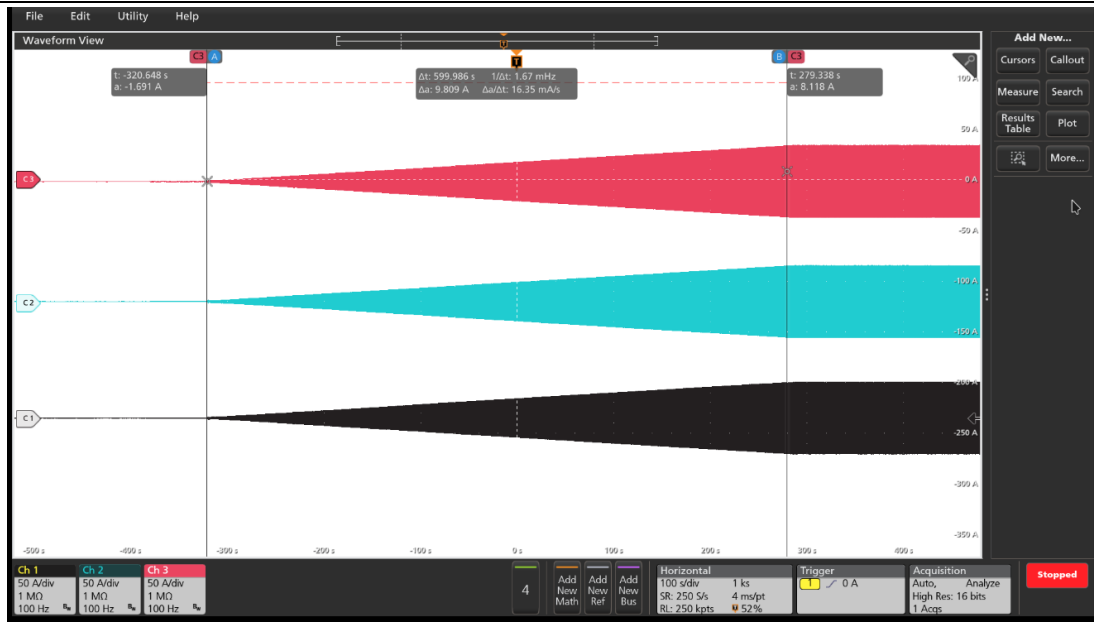 File Edit Utility Help
Waveform View
Add New...
C3 A
T
B C3
t: -320.648 s
a: -1.691 A
Δt: 599.986 s 1/Δt: 1.67 mHz
Δa: 9.809 A Δa/Δt: 16.35 mA/s
t: 279.338 s
a: 8.118 A
Cursors Callout
Measure Search
Results Table Plot
More...
100 A
50 A
C3
0 A
-50 A
-100 A
C2
-150 A
-200 A
C1
-250 A
-300 A
-350 A
-500 s -400 s -300 s -200 s -100 s 0 s 100 s 200 s 300 s 400 s
Ch 1
50 A/div
1 MΩ
100 Hz
Ch 2
50 A/div
1 MΩ
100 Hz
Ch 3
50 A/div
1 MΩ
100 Hz
4
Add New Math
Add New Ref
Add New Bus
Horizontal
100 s/div 1 ks
SR: 250 S/s 4 ms/pt
RL: 250 kpts 52%
Trigger
1 0 A
Acquisition
Auto, Analyze
High Res: 16 bits
1 Acqs
Stopped